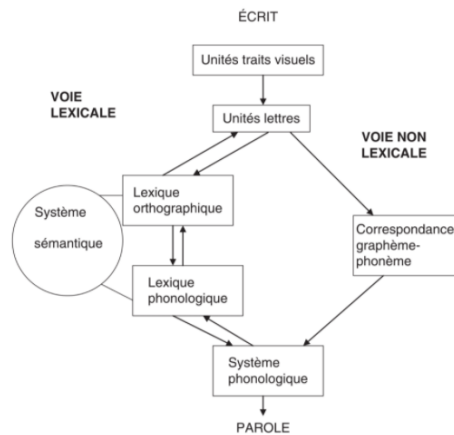 ÉCRIT
Unités traits visuels
VOIE
LEXICALE
Unités lettres
VOIE NON
LEXICALE
Lexique
orthographique
Système
sémantique
Correspondance
graphème-
phonème
Lexique
phonologique
Système
phonologique
PAROLE